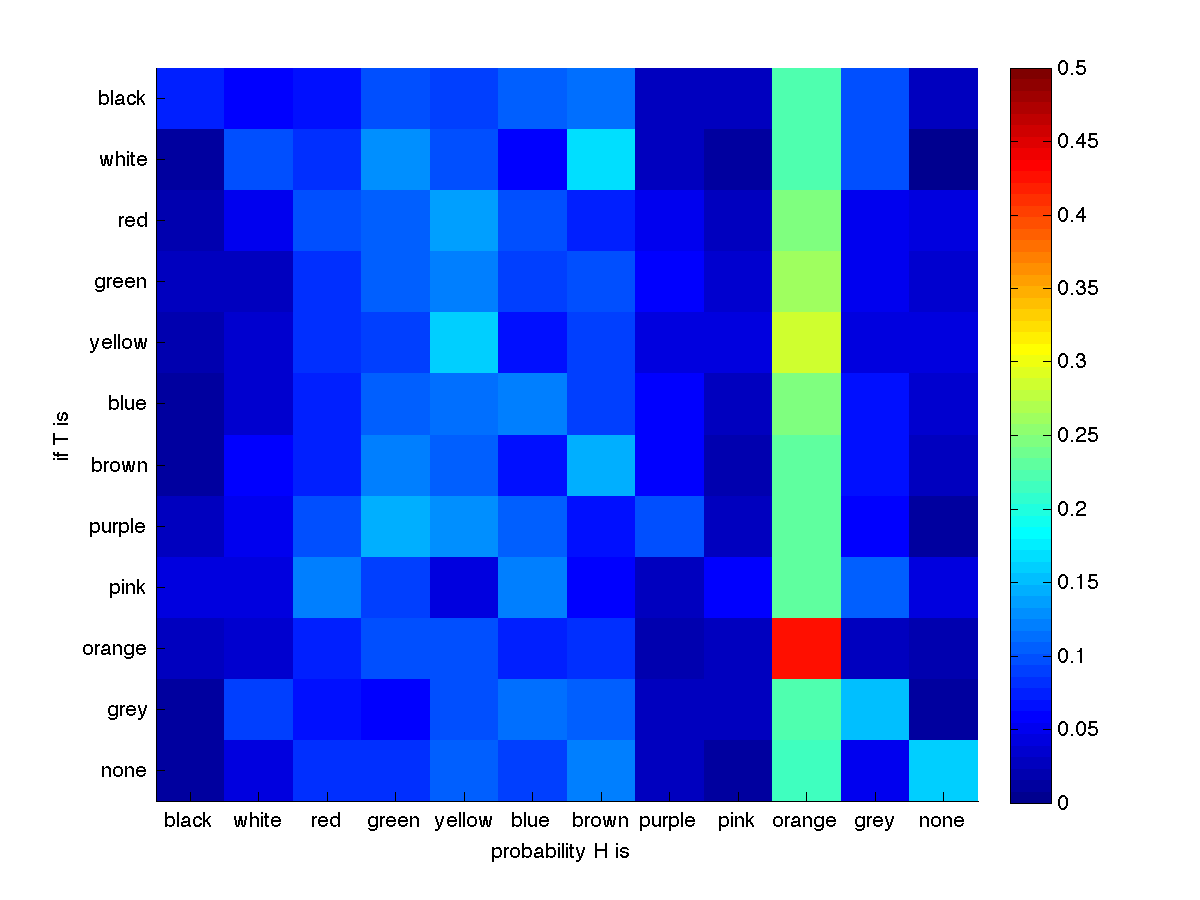 black
white
red
green
yellow
blue
brown
purple
pink
orange
grey
none
if T is
black white red green yellow blue brown purple pink orange grey none
probability H is
0.5
0.45
0.4
0.35
0.3
0.25
0.2
0.15
0.1
0.05
0